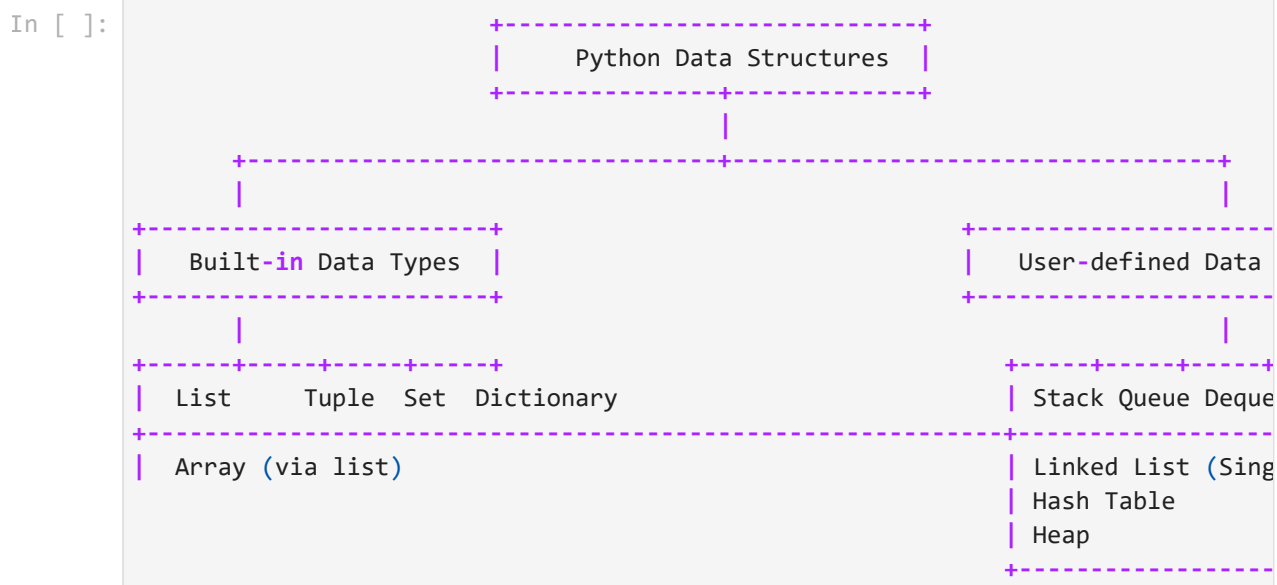 In [ ]:
+-----------------------------+
| Python Data Structures |
+---------------+-------------+
|
+---------------------------------+----------------------------------+
| |
+------------------------+ +---------------------
| Built-in Data Types | | User-defined Data
+------------------------+ +---------------------
| |
+------+-----+-----+-----+ +-----+-----+-----+
| List Tuple Set Dictionary | Stack Queue Deque
+------------------------------------------------------------+------------------
| Array (via list) | Linked List (Sing
| Hash Table
| Heap
+------------------